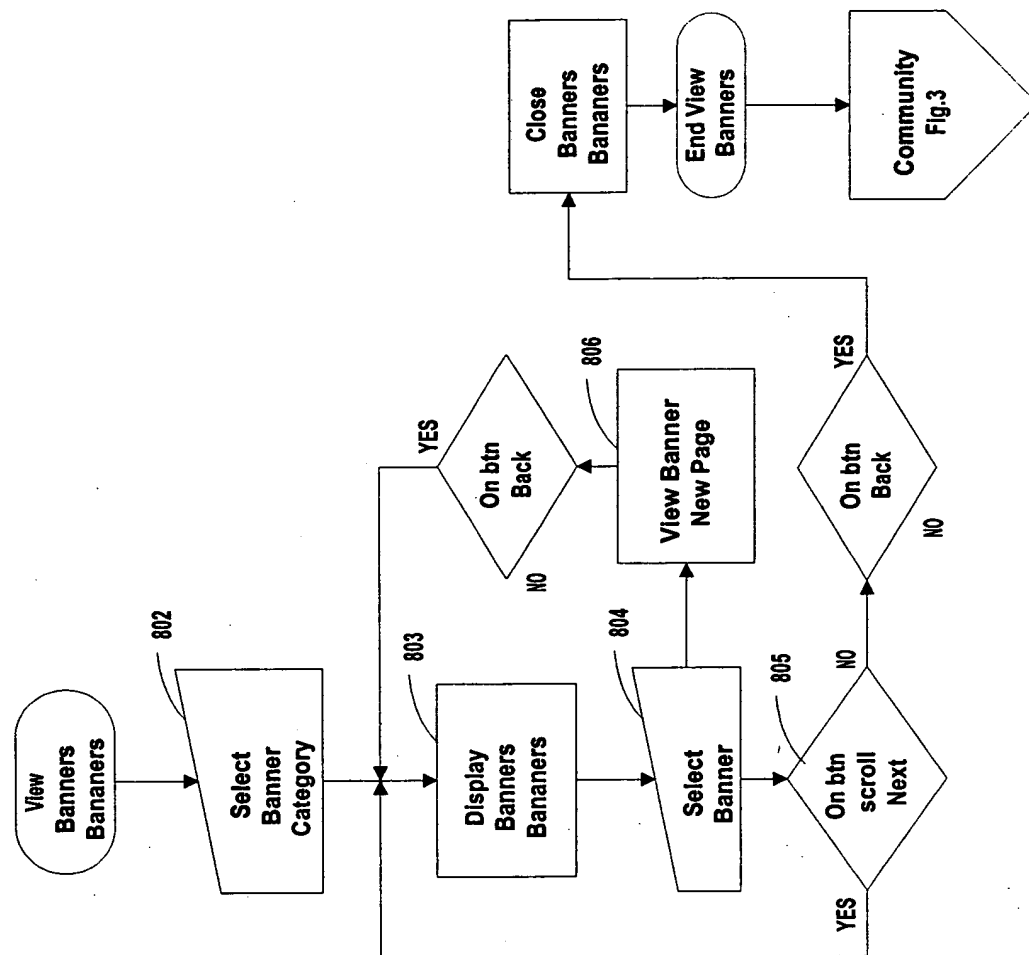 View
Banners
Bananers
802
Select
Banner
Category
803
Display
Banners
Bananers
804
Select
Banner
805
On btn
scroll
Next
YES
NO
806
View Banner
New Page
On btn
Back
YES
NO
On btn
Back
YES
NO
Close
Banners
Bananers
End View
Banners
Community
Fig.3